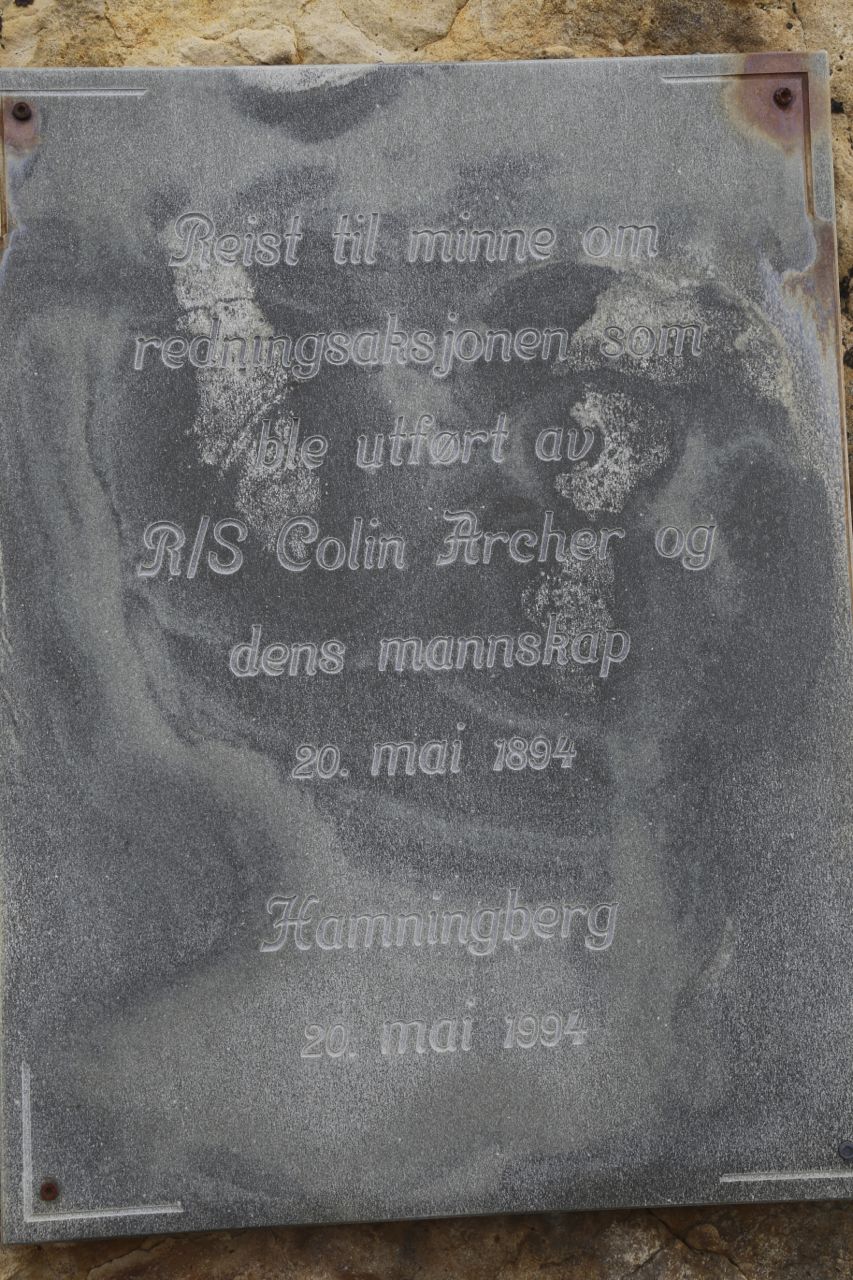 Reist til minne om
redningsaksjonen som
ble utført av
R/S Colin Archer og
dens mannskap
20. mai 1894
Hamningberg
20. mai 1994